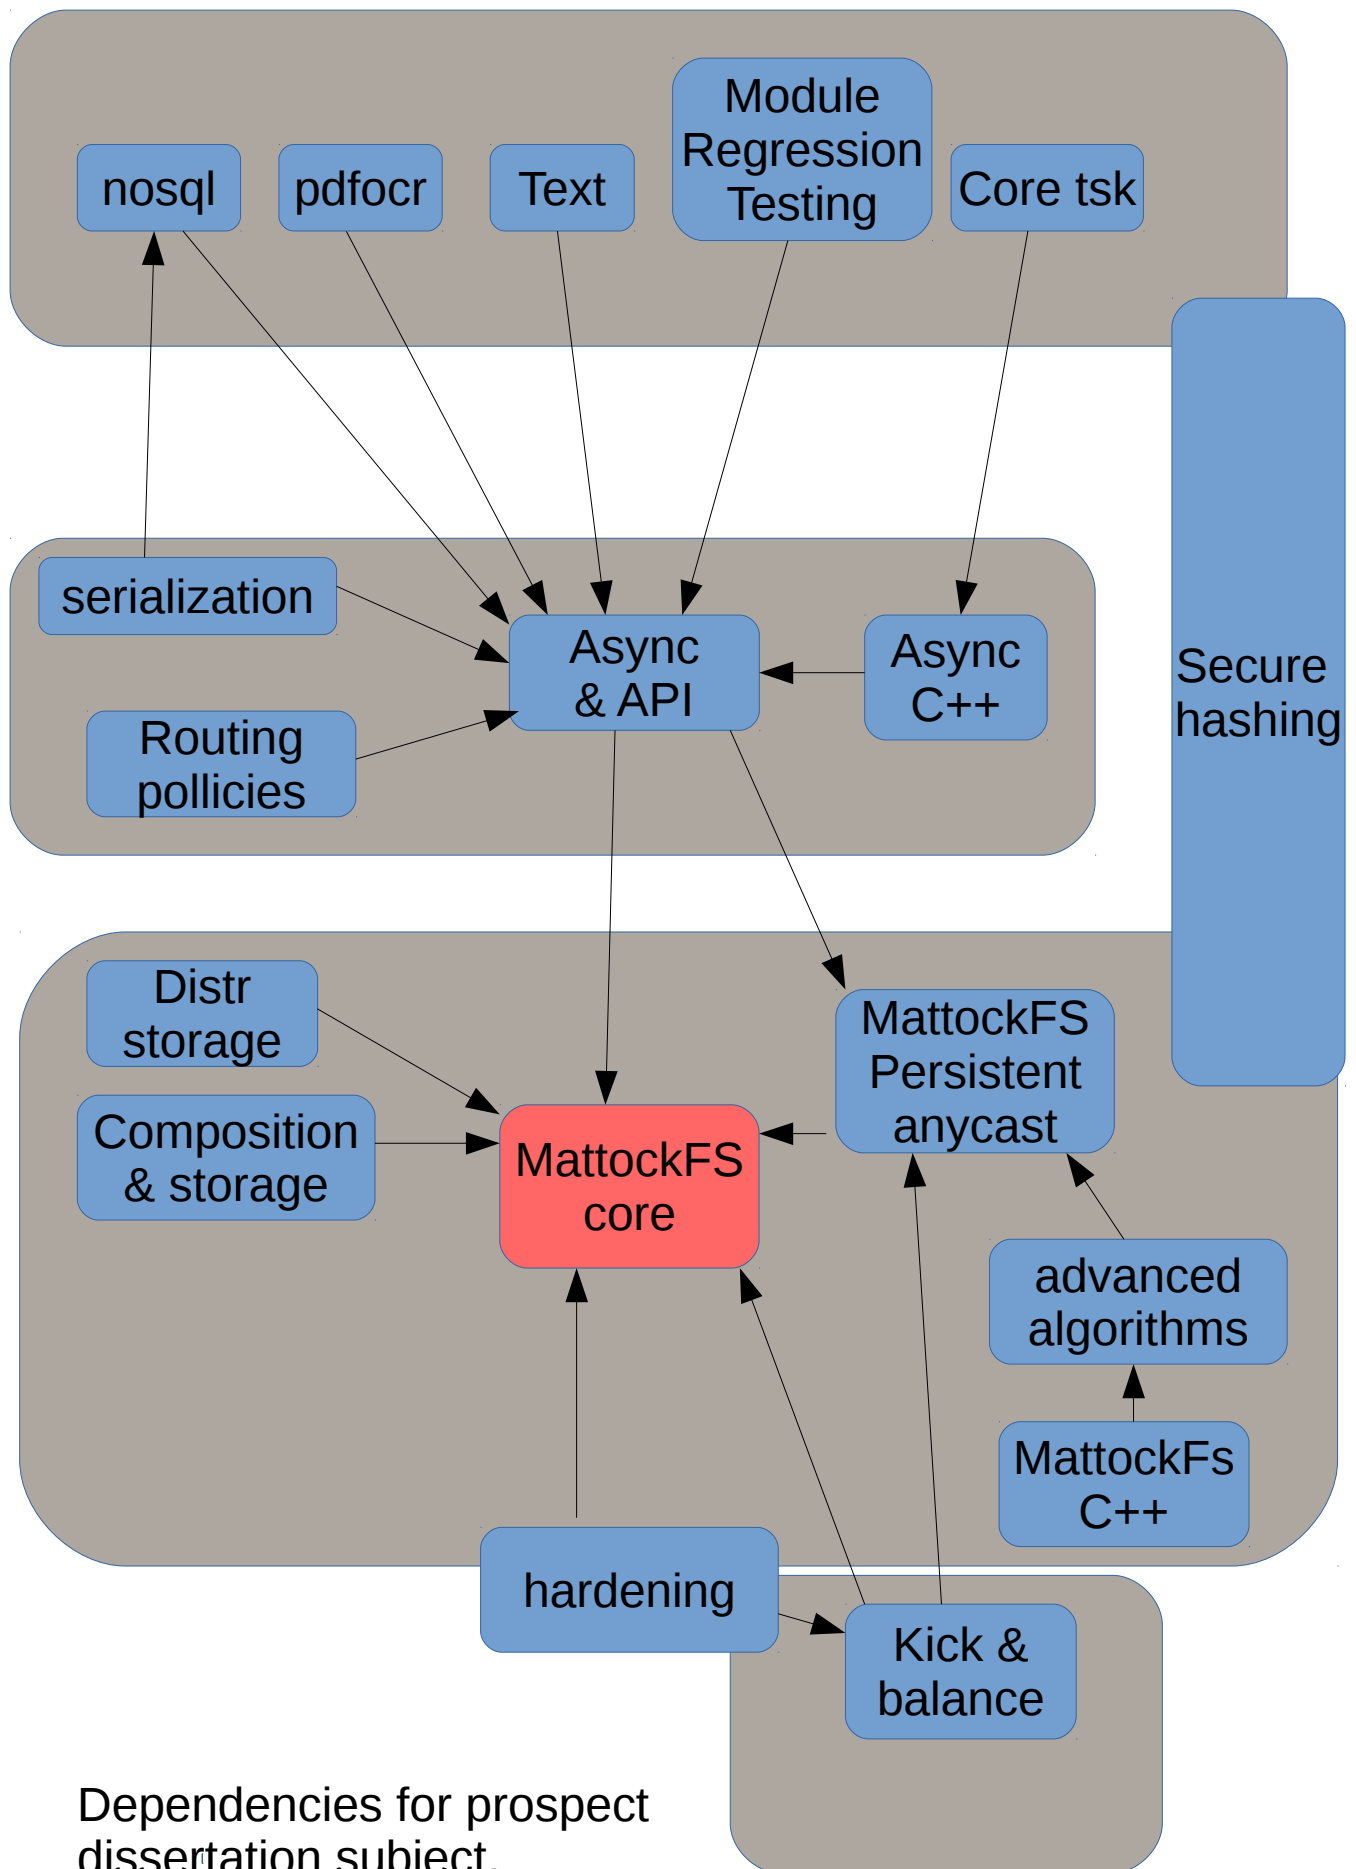 Module
Regression
Testing
nosql
pdfocr
Text
Core tsk
serialization
Async
& API
Async
C++
Secure
hashing
Routing
pollicies
Distr
storage
MattockFS
Persistent
anycast
Composition
& storage
MattockFS
core
advanced
algorithms
MattockFs
C++
hardening
Kick &
balance
Dependencies for prospect
dissertation subject.